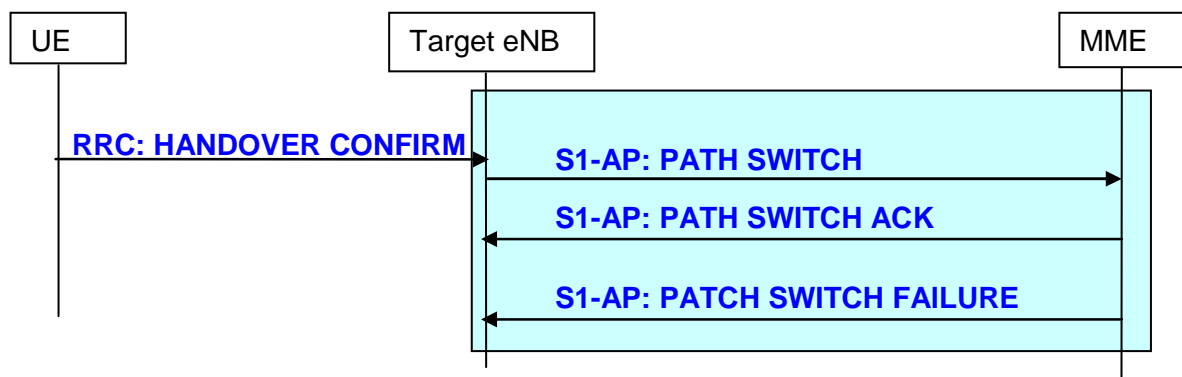 UE
Target eNB
MME
RRC: HANDOVER CONFIRM
S1-AP: PATH SWITCH
S1-AP: PATH SWITCH ACK
S1-AP: PATCH SWITCH FAILURE